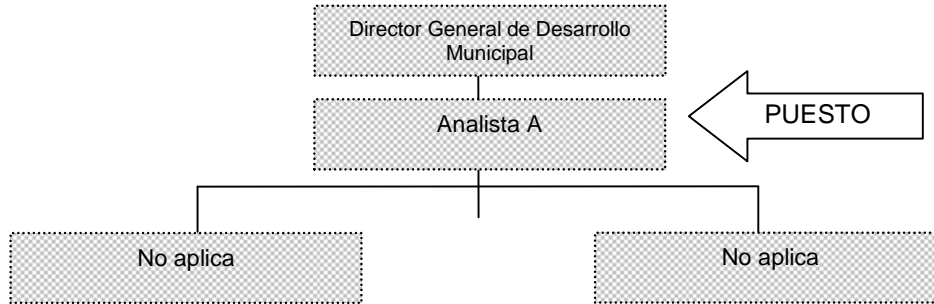 Director General de Desarrollo
Municipal
Analista A
PUESTO
No aplica
No aplica